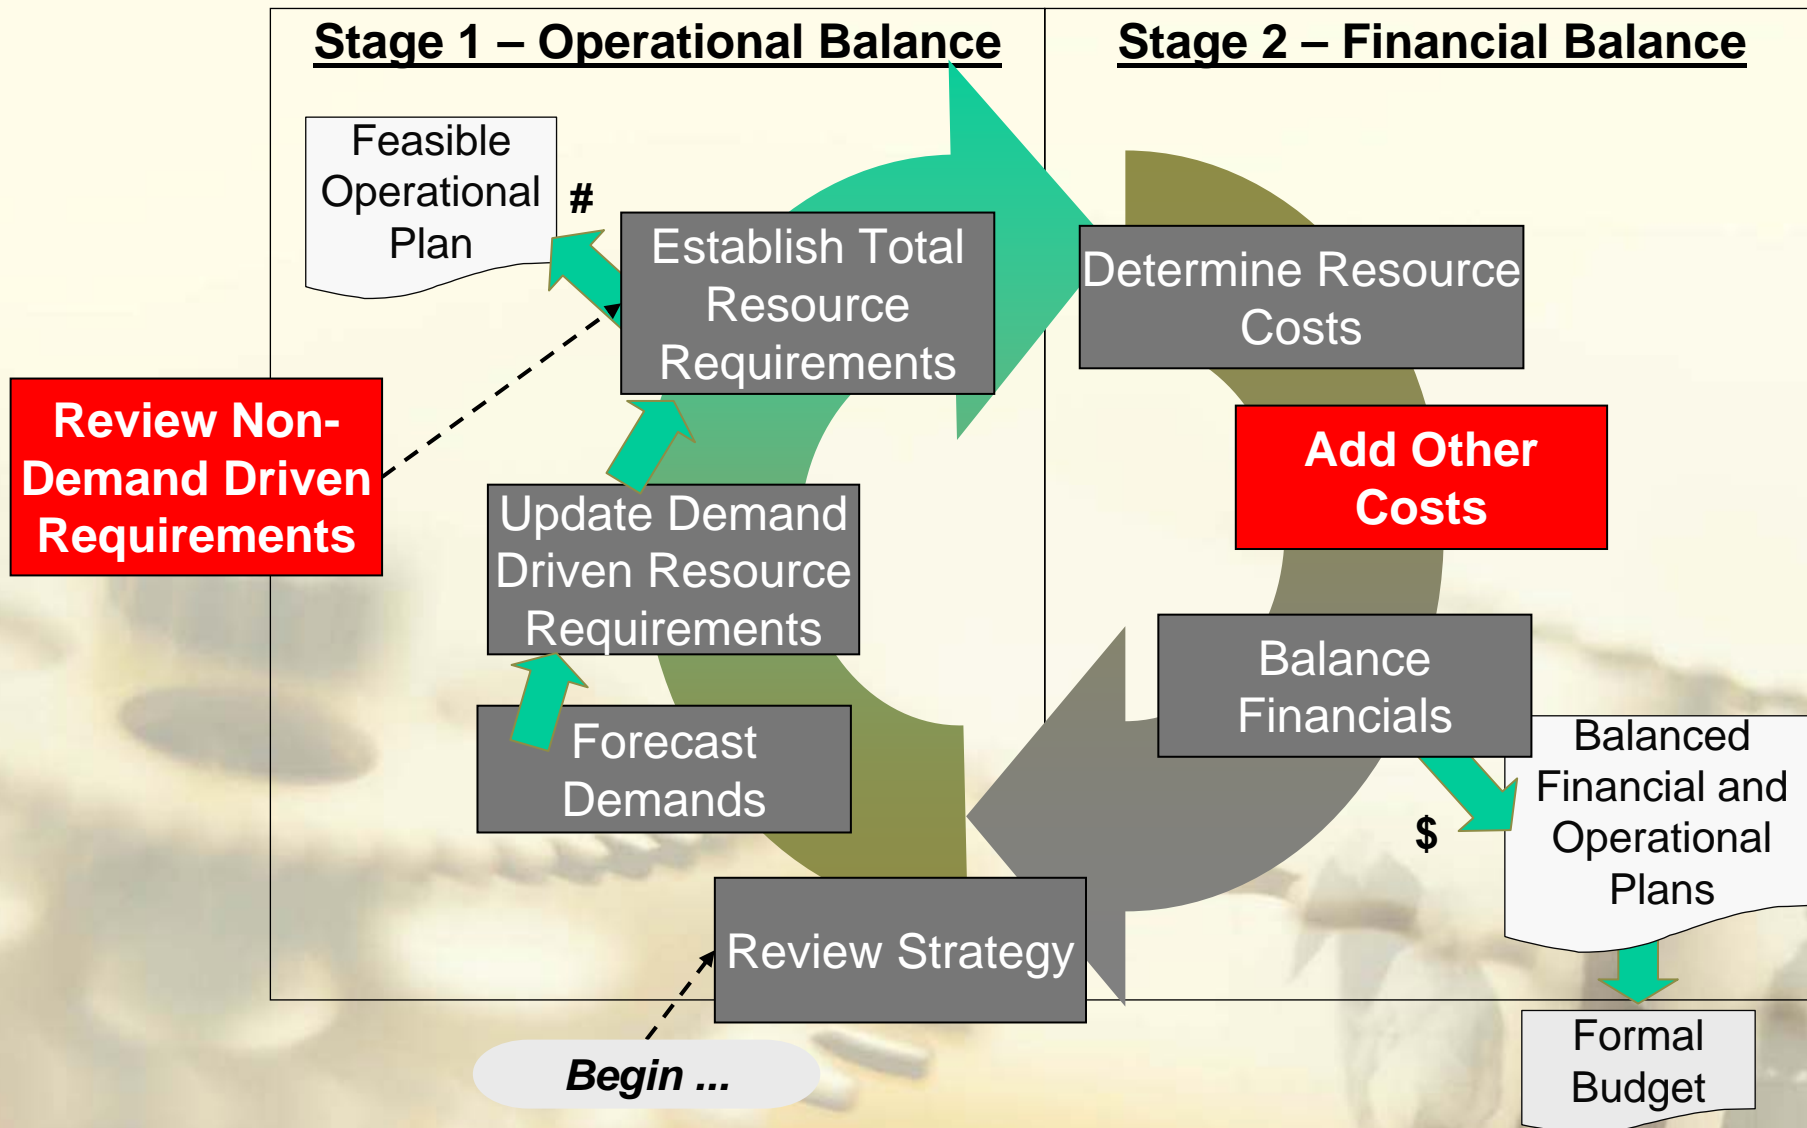 Stage 1 – Operational Balance
Stage 2 – Financial Balance
Feasible
Operational
Plan
#
Establish Total
Resource
Requirements
Determine Resource
Costs
Review Non-
Demand Driven
Requirements
Add Other
Costs
Update Demand
Driven Resource
Requirements
Balance
Financials
Forecast
Demands
Balanced
Financial and
Operational
Plans
$
Review Strategy
Begin ...
Formal
Budget